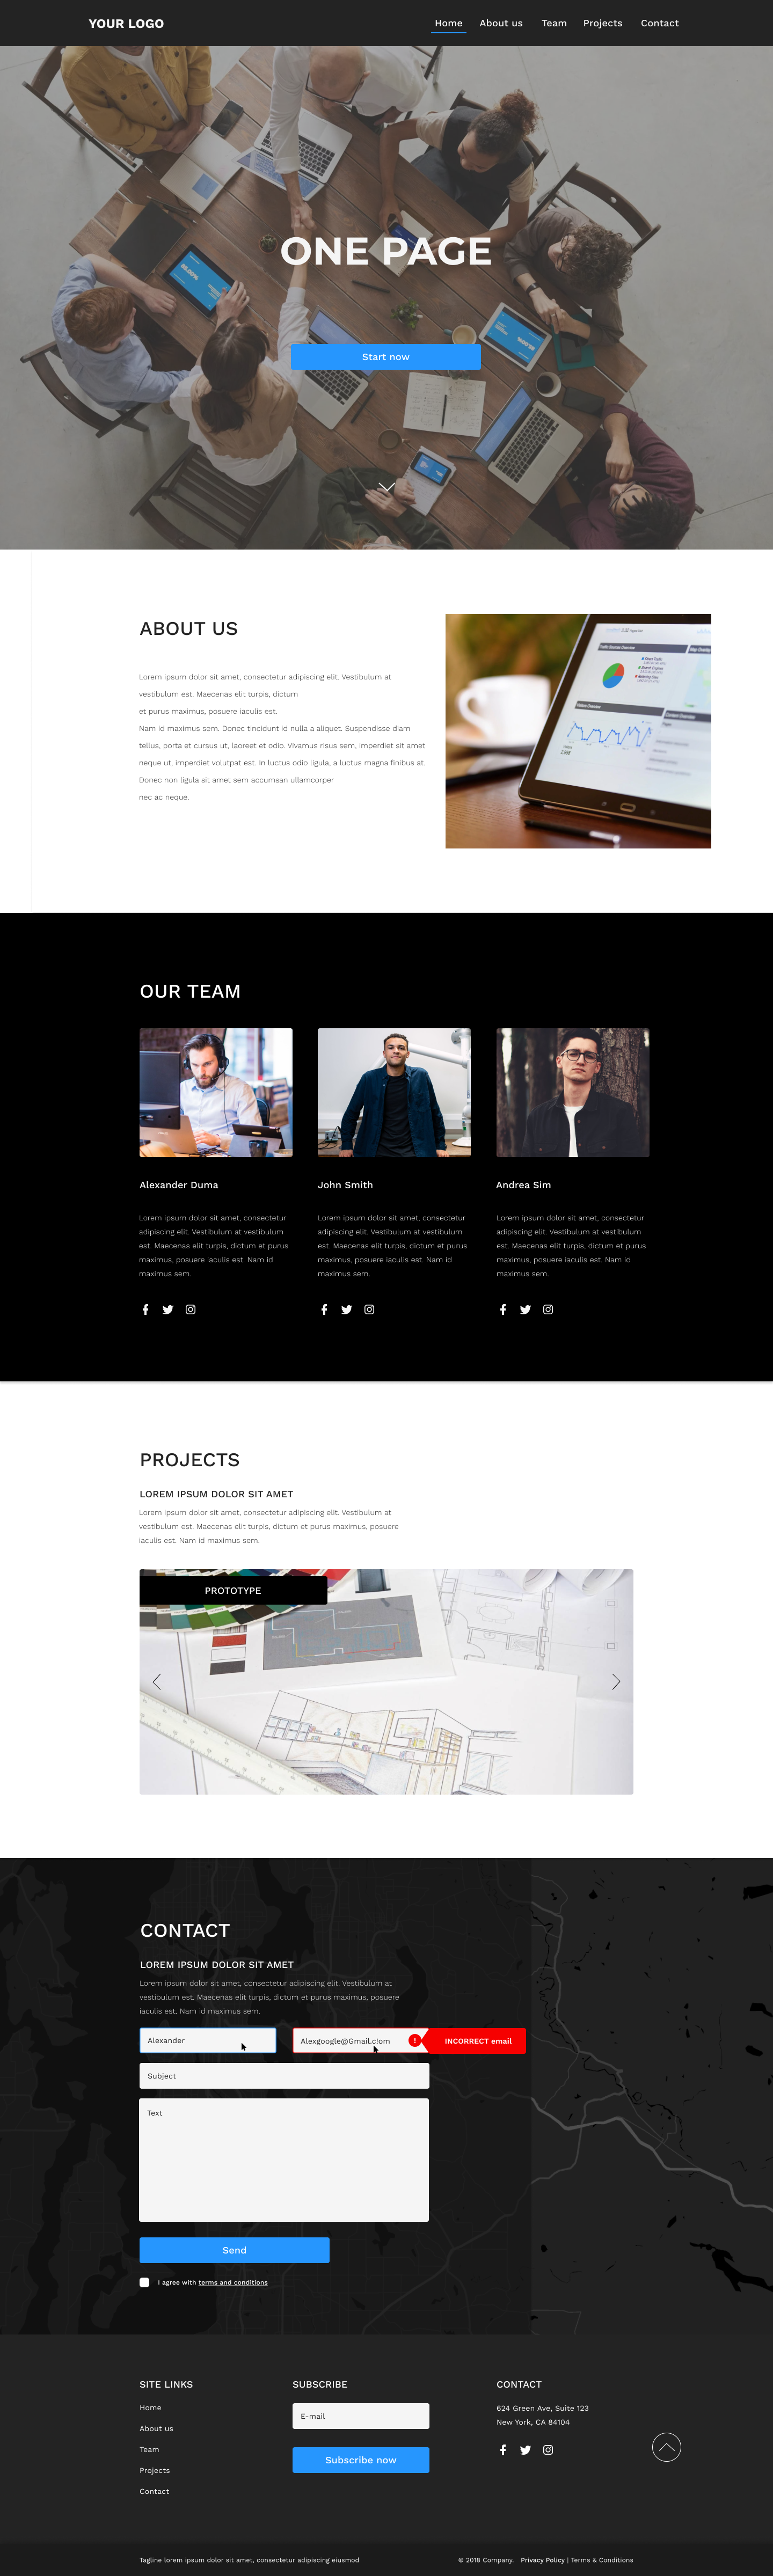 YOUR LOGO
Home About us Team Projects Contact
ONE PAGE
Start now
ABOUT US
Lorem ipsum dolor sit amet, consectetur adipiscing elit. Vestibulum at
vestibulum est. Maecenas elit turpis, dictum
et purus maximus, posuere iaculis est.
Nam id maximus sem. Donec tincidunt id nulla a aliquet. Suspendisse diam
tellus, porta et cursus ut, laoreet et odio. Vivamus risus sem, imperdiet sit amet
neque ut, imperdiet volutpat est. In luctus odio ligula, a luctus magna finibus at.
Donec non ligula sit amet sem accumsan ullamcorper
nec ac neque.
OUR TEAM
Alexander Duma
Lorem ipsum dolor sit amet, consectetur
adipiscing elit. Vestibulum at vestibulum
est. Maecenas elit turpis, dictum et purus
maximus, posuere iaculis est. Nam id
maximus sem.
John Smith
Lorem ipsum dolor sit amet, consectetur
adipiscing elit. Vestibulum at vestibulum
est. Maecenas elit turpis, dictum et purus
maximus, posuere iaculis est. Nam id
maximus sem.
Andrea Sim
Lorem ipsum dolor sit amet, consectetur
adipiscing elit. Vestibulum at vestibulum
est. Maecenas elit turpis, dictum et purus
maximus, posuere iaculis est. Nam id
maximus sem.
PROJECTS
LOREM IPSUM DOLOR SIT AMET
Lorem ipsum dolor sit amet, consectetur adipiscing elit. Vestibulum at
vestibulum est. Maecenas elit turpis, dictum et purus maximus, posuere
iaculis est. Nam id maximus sem.
PROTOTYPE
CONTACT
LOREM IPSUM DOLOR SIT AMET
Lorem ipsum dolor sit amet, consectetur adipiscing elit. Vestibulum at
vestibulum est. Maecenas elit turpis, dictum et purus maximus, posuere
iaculis est. Nam id maximus sem.
Alexander
! INCORRECT email
Subject
Text
Send
I agree with terms and conditions
SITE LINKS
Home
About us
Team
Projects
Contact
SUBSCRIBE
E-mail
Subscribe now
CONTACT
624 Green Ave, Suite 123
New York, CA 84104
Tagline lorem ipsum dolor sit amet, consectetur adipiscing eiusmod
© 2018 Company. Privacy Policy | Terms & Conditions